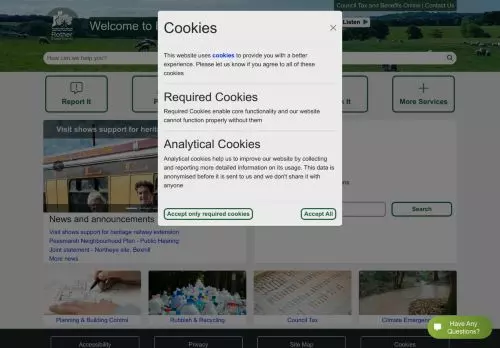 Council Tax and Benefits Online | Contact Us
Rother
Welcome to
Listen
How can we help you?
Report It
More Services
Cookies
This website uses cookies to provide you with a better
experience. Please let us know if you agree to all of these
cookies
Required Cookies
Required Cookies enable core functionality and our website
cannot function properly without them
Analytical Cookies
Analytical cookies help us to improve our website by collecting
and reporting more detailed information on its usage. This data is
anonymised before it is sent to us and we don't share it with
anyone
Accept only required cookies
Accept All
Visit shows support for
News and announcements
Visit shows support for heritage railway extension
Peasmarsh Neighbourhood Plan - Public Hearing
Joint statement - Northeye site, Bexhill
More news
Search
Planning & Building Control
Rubbish & Recycling
Council Tax
Climate Emergency
Have Any
Questions?
Accessibility
Privacy
Site Map
Cookies